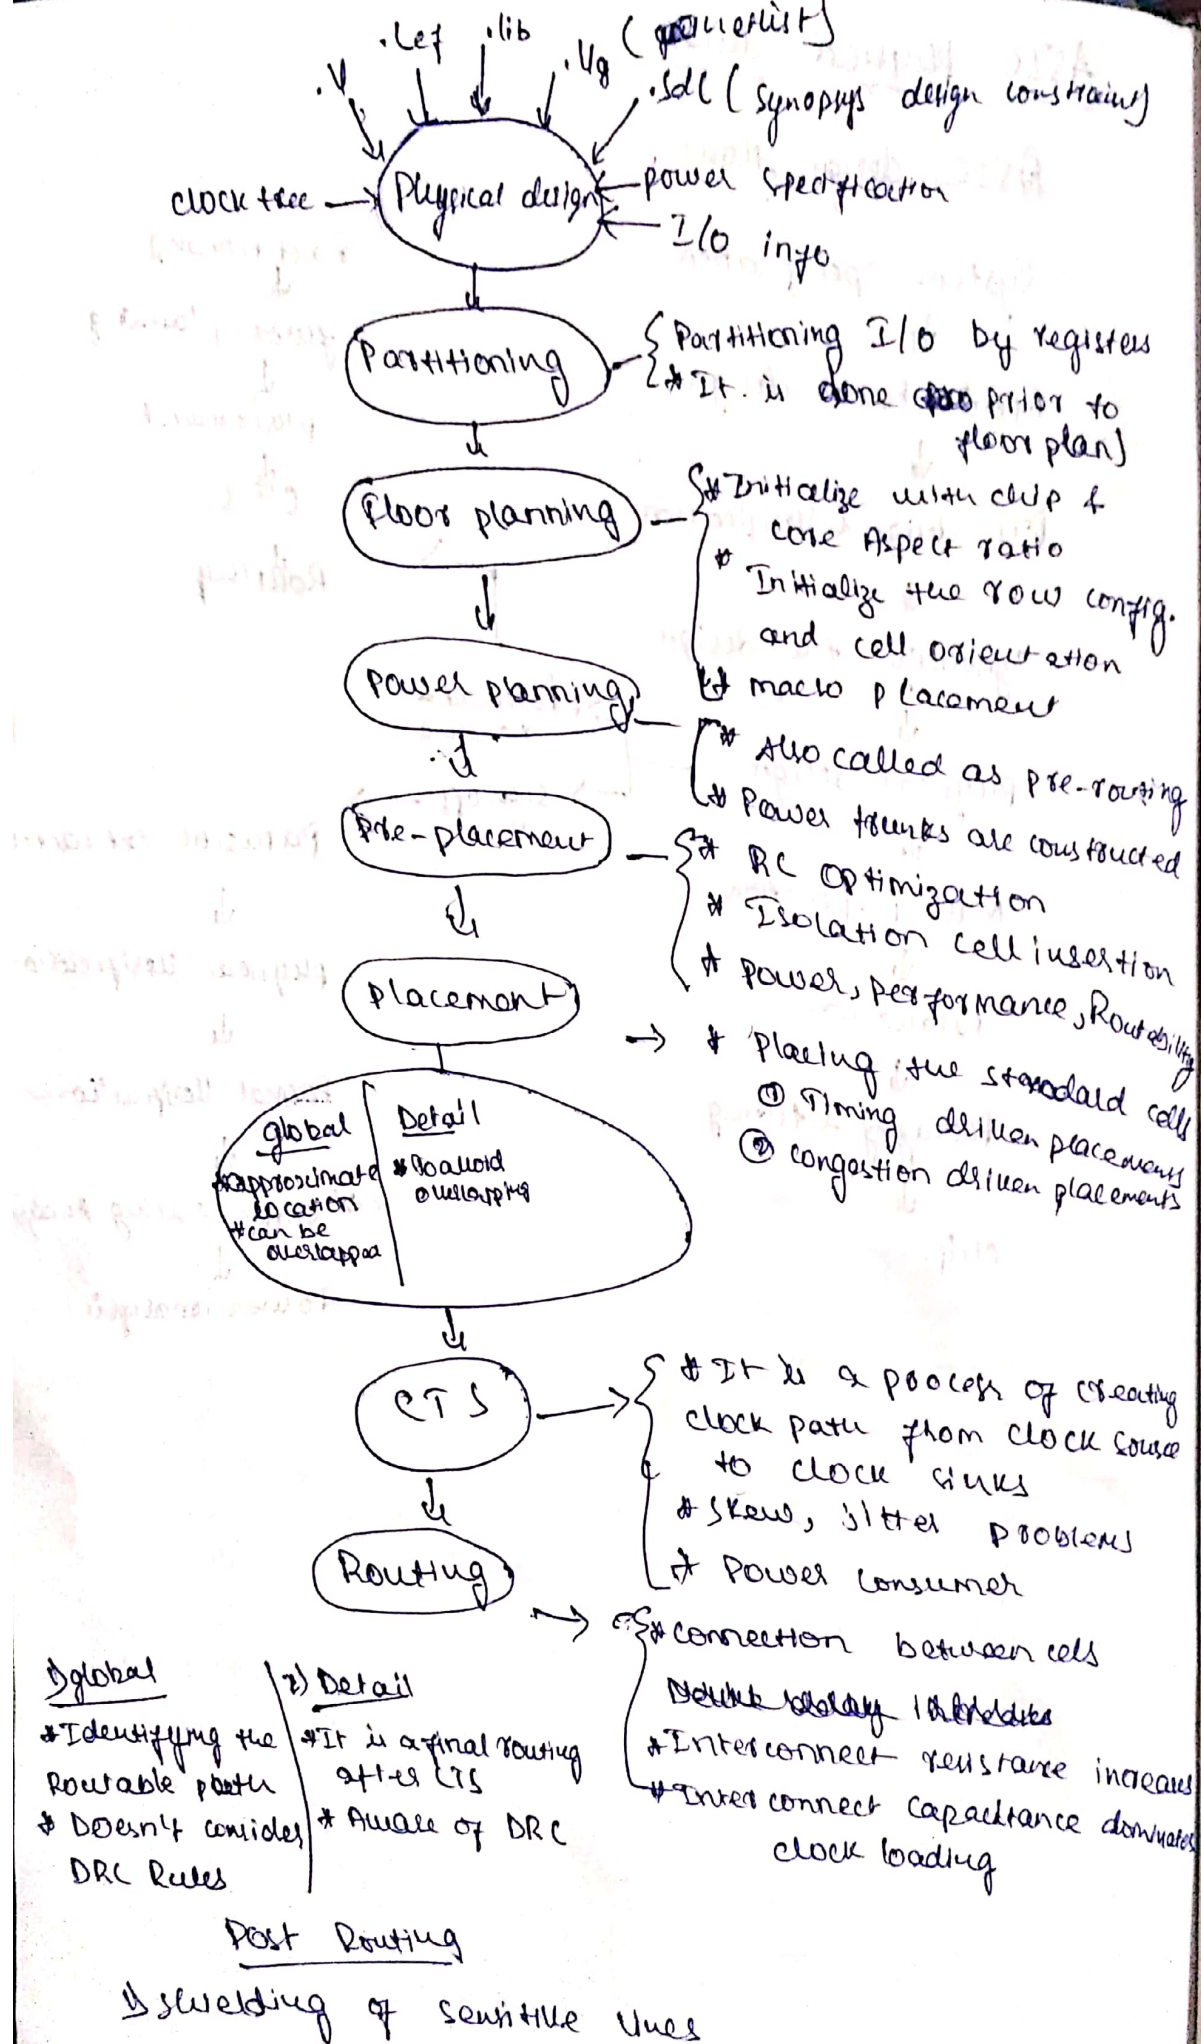 .v
.Lef
.lib
.Vg (netlist)
.sdc (synopsys design constraint)
clock tree
Physical design
power specification
I/o info
Partitioning
Partitioning I/o by registers
* It is done prior to
floor plan)
Floor planning
* Initialize with chip &
core Aspect ratio
* Initialize the row config.
and cell orientation
* macro placement
Power planning
* Also called as pre-routing
* Power trunks are constructed
Pre-placement
* RC optimization
* Isolation cell insertion
* power, performance, Routability
Placement
* Placing the standard cells
① Timing driven placements
② congestion driven placements
global
* approximate
location
* can be
overlapped
Detail
* To avoid
overlapping
CTS
* It is a process of creating
clock path from clock source
to clock sinks
* Skew, jitter problems
* Power consumer
Routing
* connection between cells
* Interconnect resistance increases
* Interconnect capacitance dominates
clock loading
1) global
* Identifying the
Routable path
* Doesn't consider
DRC Rules
2) Detail
* It is a final routing
after CTS
* Aware of DRC
Post Routing
1) shielding of sensitive lines